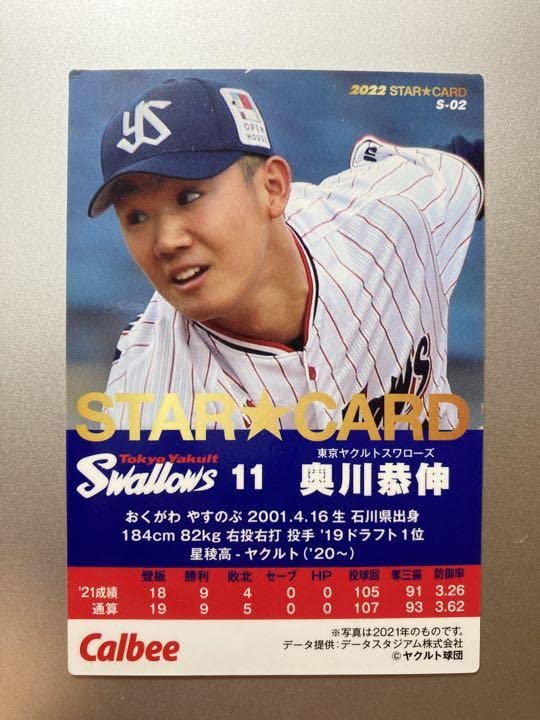 2022 STAR★CARD
S-02
YS
OPEN
HOUSE
STAR★CARD
東京ヤクルトスワローズ
Tokyo Yakult
Swallows 11 奥川恭伸
おくがわ やすのぶ 2001.4.16生 石川県出身
184cm 82kg 右投右打 投手 '19ドラフト1位
星稜高-ヤクルト('20～)
登板 勝利 敗北 セーブ HP 投球回 奪三振 防御率
'21成績 18 9 4 0 0 105 91 3.26
通算 19 9 5 0 0 107 93 3.62
Calbee
※写真は2021年のものです。
データ提供:データスタジアム株式会社
©ヤクルト球団